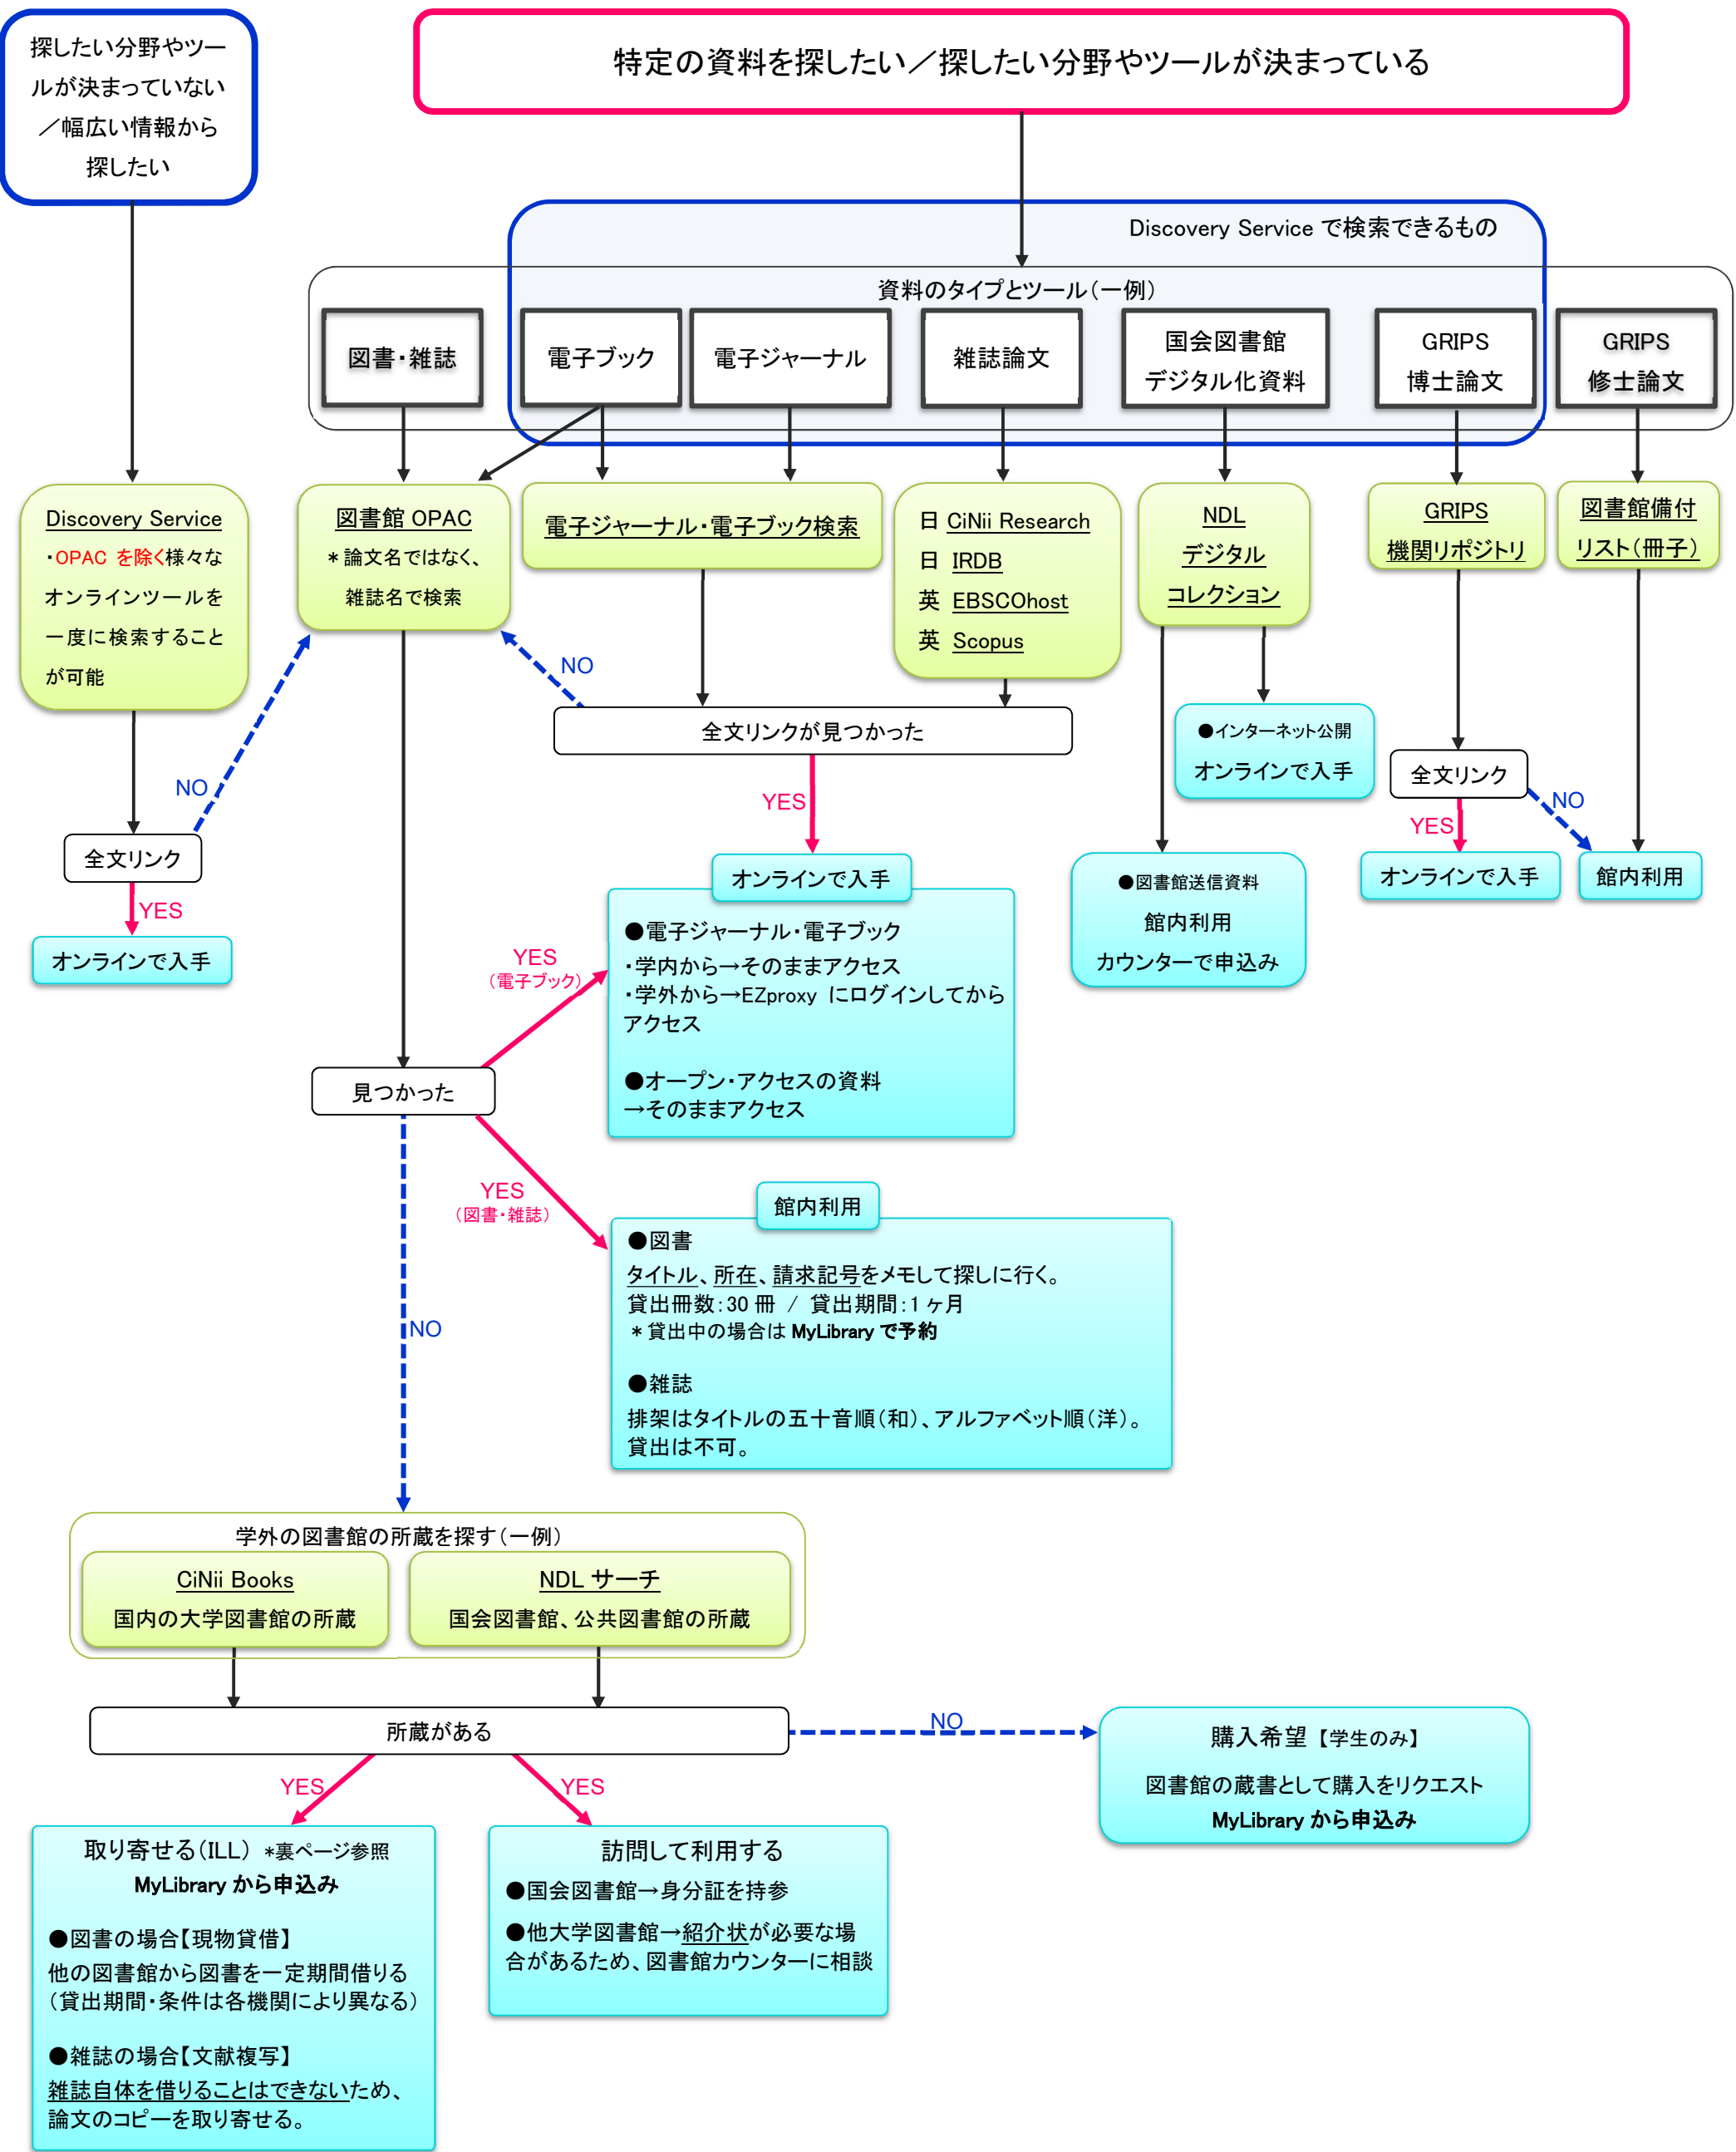 探したい分野やツー
ルが決まっていない
／幅広い情報から
探したい
特定の資料を探したい／探したい分野やツールが決まっている
Discovery Service で検索できるもの
資料のタイプとツール（一例）
図書・雑誌
電子ブック
電子ジャーナル
雑誌論文
国会図書館
デジタル化資料
GRIPS
博士論文
GRIPS
修士論文
Discovery Service
・OPAC を除く様々な
オンラインツールを
一度に検索すること
が可能
図書館 OPAC
＊論文名ではなく、
雑誌名で検索
電子ジャーナル・電子ブック検索
日 CiNii Research
日 IRDB
英 EBSCOhost
英 Scopus
NDL
デジタル
コレクション
GRIPS
機関リポジトリ
図書館備付
リスト（冊子）
NO
NO
全文リンクが見つかった
YES
●インターネット公開
オンラインで入手
全文リンク
NO
YES
全文リンク
YES
オンラインで入手
●図書館送信資料
館内利用
カウンターで申込み
オンラインで入手
館内利用
オンラインで入手
●電子ジャーナル・電子ブック
・学内から→そのままアクセス
・学外から→EZproxy にログインしてから
アクセス
●オープン・アクセスの資料
→そのままアクセス
YES
（電子ブック）
見つかった
YES
（図書・雑誌）
館内利用
●図書
タイトル、所在、請求記号をメモして探しに行く。
貸出冊数：30 冊 / 貸出期間：1 ヶ月
＊貸出中の場合は MyLibrary で予約
●雑誌
排架はタイトルの五十音順（和）、アルファベット順（洋）。
貸出は不可。
NO
学外の図書館の所蔵を探す（一例）
CiNii Books
国内の大学図書館の所蔵
NDL サーチ
国会図書館、公共図書館の所蔵
所蔵がある
NO
購入希望【学生のみ】
図書館の蔵書として購入をリクエスト
MyLibrary から申込み
YES
YES
取り寄せる（ILL） *裏ページ参照
MyLibrary から申込み
●図書の場合【現物貸借】
他の図書館から図書を一定期間借りる
（貸出期間・条件は各機関により異なる）
●雑誌の場合【文献複写】
雑誌自体を借りることはできないため、
論文のコピーを取り寄せる。
訪問して利用する
●国会図書館→身分証を持参
●他大学図書館→紹介状が必要な場
合があるため、図書館カウンターに相談